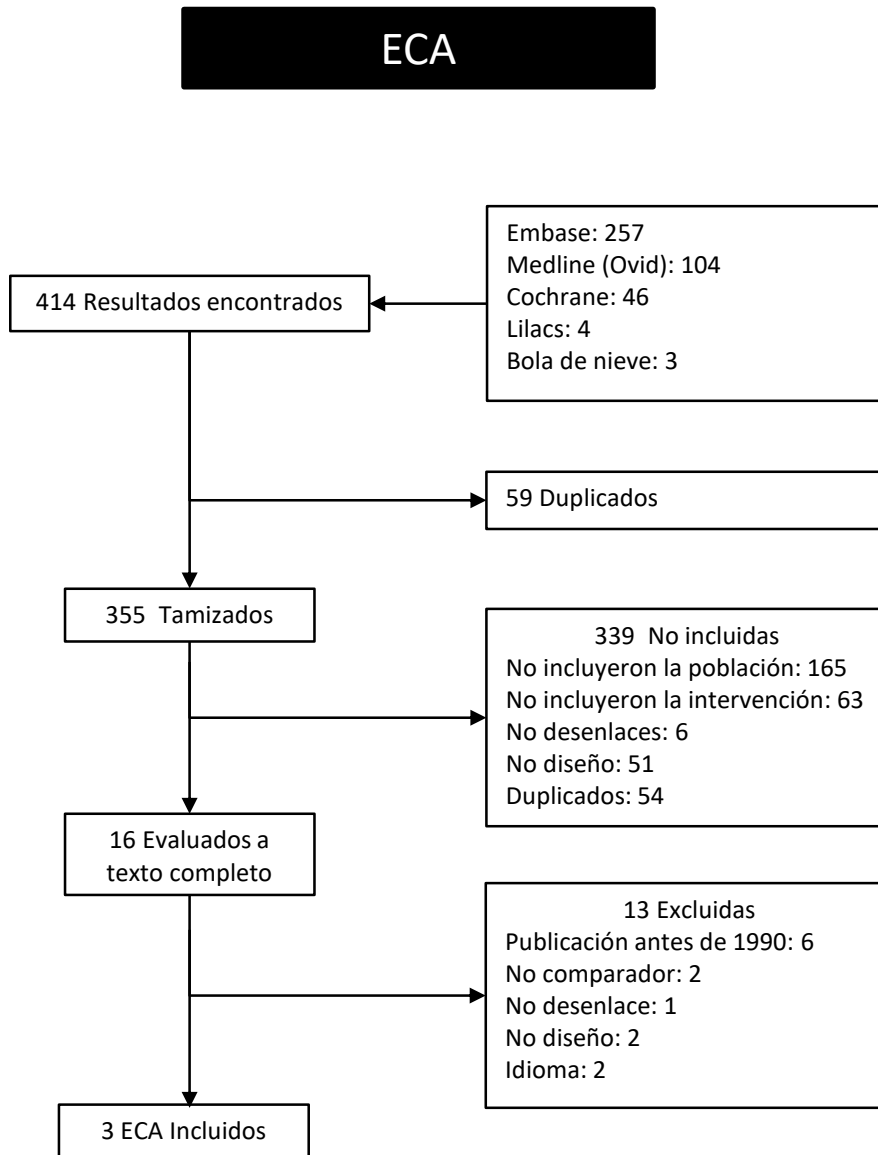 ECA
Embase: 257
Medline (Ovid): 104
Cochrane: 46
Lilacs: 4
Bola de nieve: 3
414 Resultados encontrados
59 Duplicados
355 Tamizados
339 No incluidas
No incluyeron la población: 165
No incluyeron la intervención: 63
No desenlaces: 6
No diseño: 51
Duplicados: 54
16 Evaluados a
texto completo
13 Excluidas
Publicación antes de 1990: 6
No comparador: 2
No desenlace: 1
No diseño: 2
Idioma: 2
3 ECA Incluidos